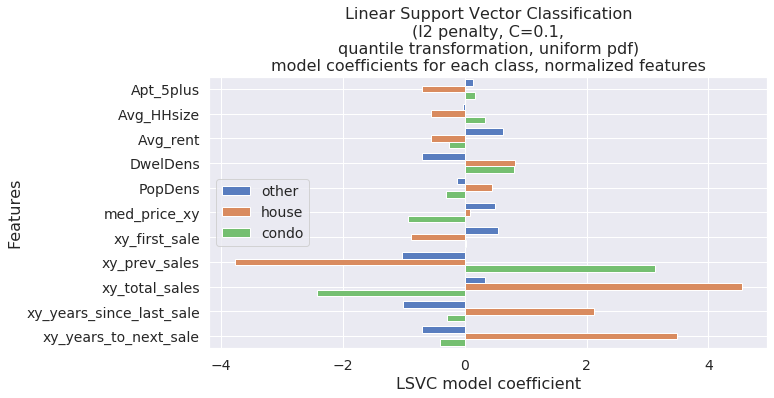 Linear Support Vector Classification
(l2 penalty, C=0.1,
quantile transformation, uniform pdf)
model coefficients for each class, normalized features
Features
Apt_5plus
Avg_HHsize
Avg_rent
DwelDens
PopDens
med_price_xy
xy_first_sale
xy_prev_sales
xy_total_sales
xy_years_since_last_sale
xy_years_to_next_sale
other
house
condo
−4 −2 0 2 4
LSVC model coefficient